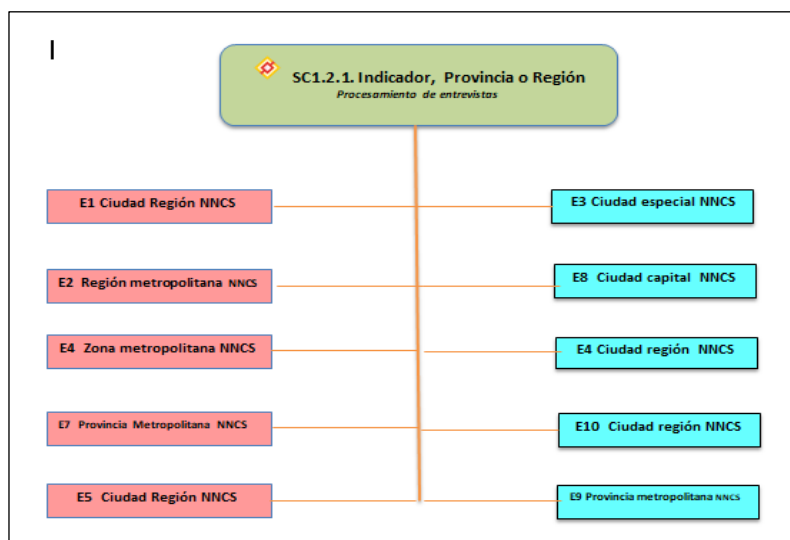 I
SC1.2.1. Indicador, Provincia o Región
Procesamiento de entrevistas
E1 Ciudad Región NNCS
E3 Ciudad especial NNCS
E2 Región metropolitana NNCS
E8 Ciudad capital NNCS
E4 Zona metropolitana NNCS
E4 Ciudad región NNCS
E7 Provincia Metropolitana NNCS
E10 Ciudad región NNCS
E5 Ciudad Región NNCS
E9 Provincia metropolitana NNCS